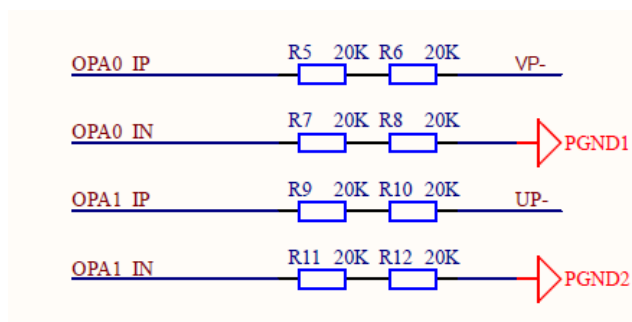 OPA0 IP R5 20K R6 20K VP-
OPA0 IN R7 20K R8 20K PGND1
OPA1 IP R9 20K R10 20K UP-
OPA1 IN R11 20K R12 20K PGND2